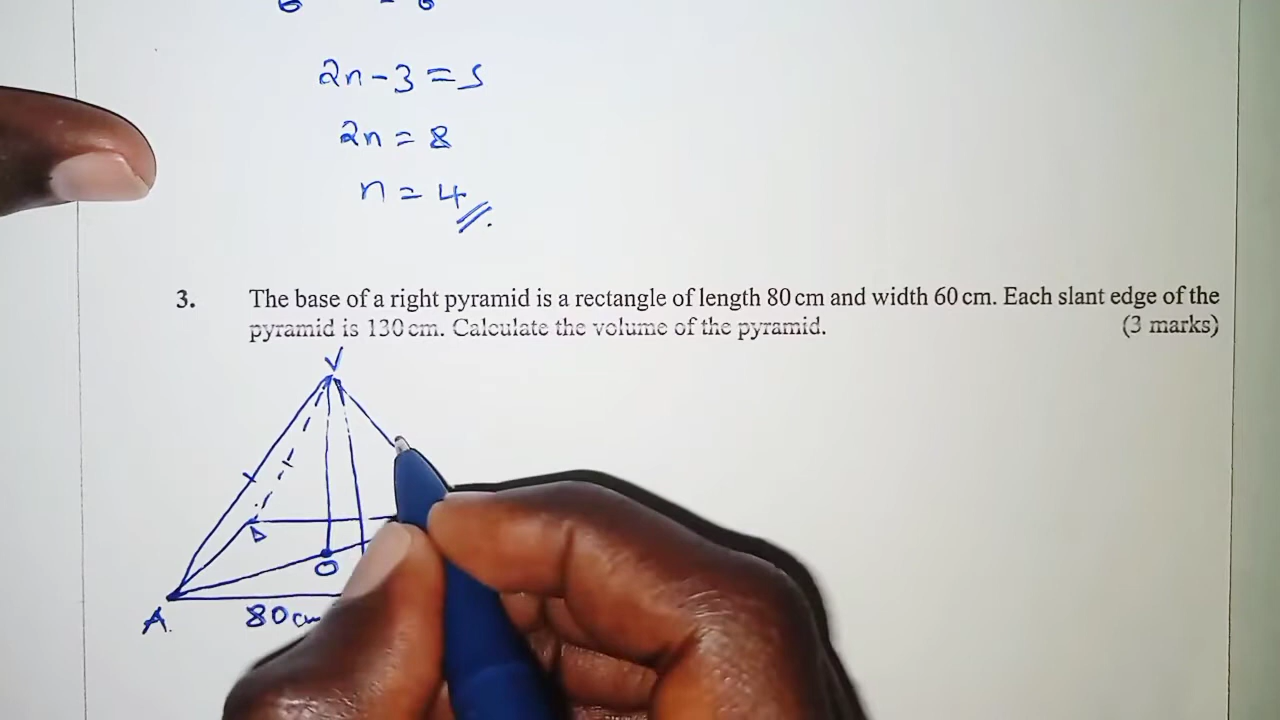 2n - 3 = 5
2n = 8
n = 4
3. The base of a right pyramid is a rectangle of length 80 cm and width 60 cm. Each slant edge of the
pyramid is 130 cm. Calculate the volume of the pyramid. (3 marks)
V
D
O
A.
80cm